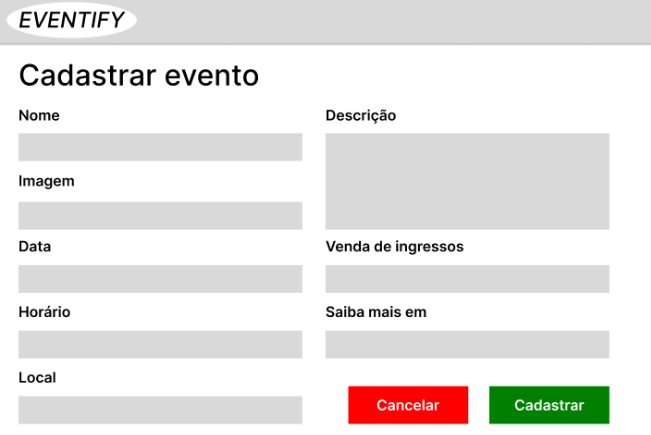 EVENTIFY
Cadastrar evento
Nome
Imagem
Data
Horário
Local
Descrição
Venda de ingressos
Saiba mais em
Cancelar
Cadastrar